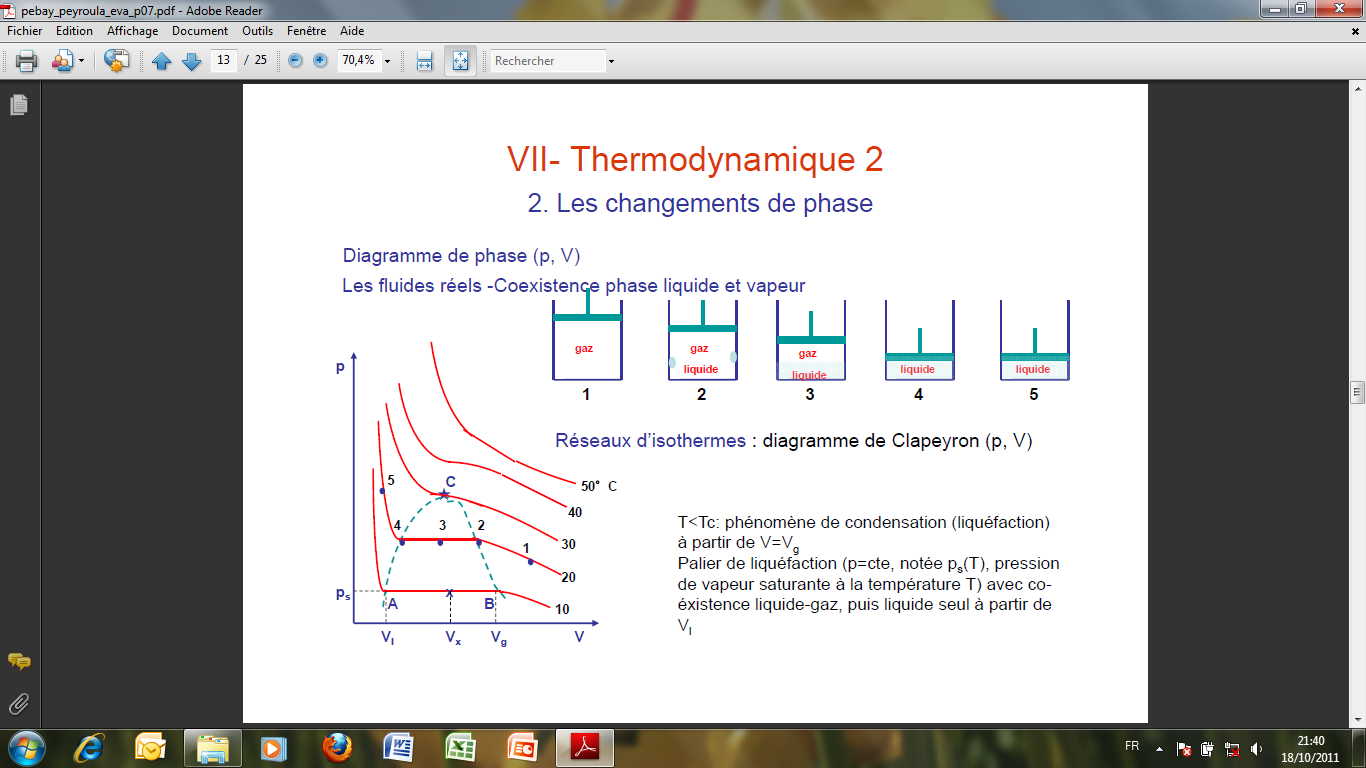 pebay_peyroula_eva_p07.pdf - Adobe Reader
Fichier Edition Affichage Document Outils Fenêtre Aide
13 / 25 70,4% Rechercher
VII- Thermodynamique 2
2. Les changements de phase
Diagramme de phase (p, V)
Les fluides réels -Coexistence phase liquide et vapeur
gaz gaz gaz
liquide liquide liquide liquide
1 2 3 4 5
Réseaux d'isothermes : diagramme de Clapeyron (p, V)
p
5 C
4 3 2 1
50° C
40
30
20
10
ps A x B
Vl Vx Vg V
T<Tc: phénomène de condensation (liquéfaction)
à partir de V=Vg
Palier de liquéfaction (p=cte, notée ps(T), pression
de vapeur saturante à la température T) avec co-
éxistence liquide-gaz, puis liquide seul à partir de
Vl
FR
21:40
18/10/2011